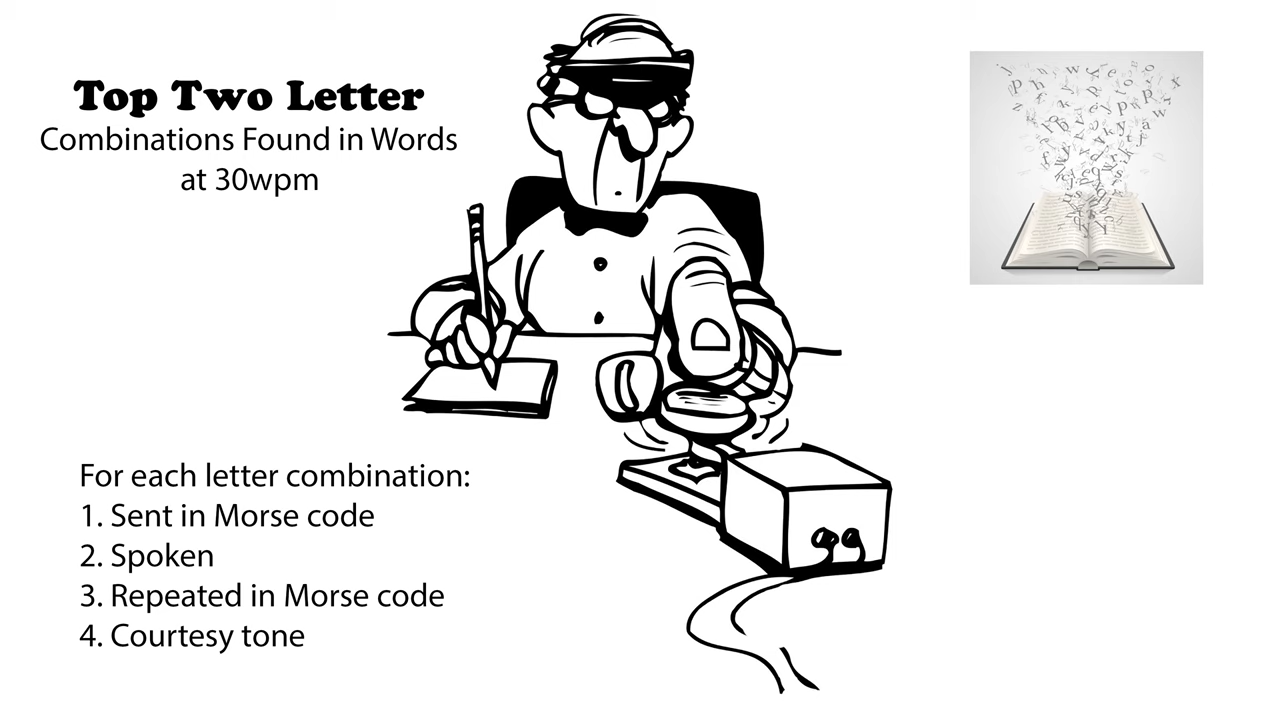 Top Two Letter
Combinations Found in Words
at 30wpm
For each letter combination:
1. Sent in Morse code
2. Spoken
3. Repeated in Morse code
4. Courtesy tone